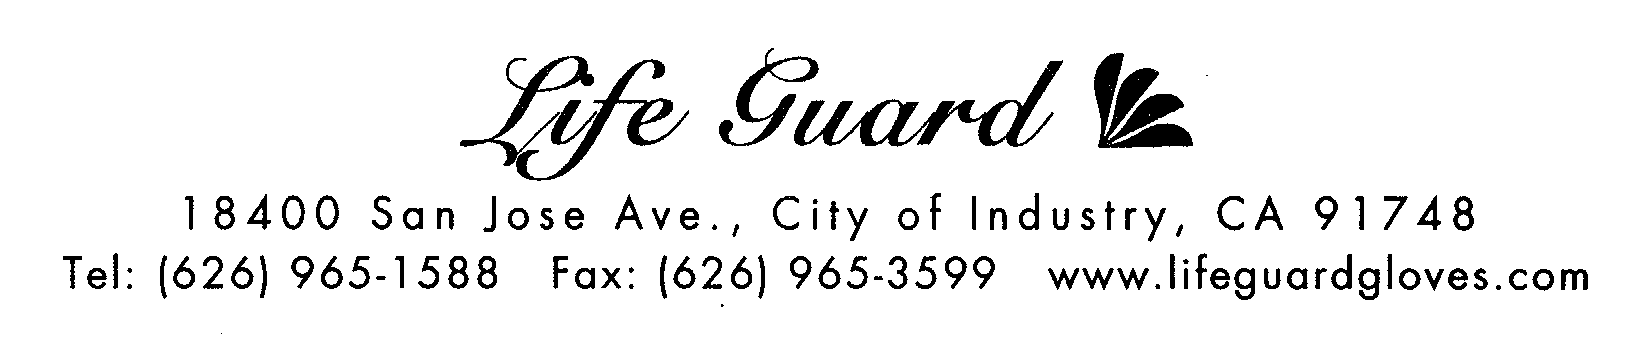 Life Guard
18400 San Jose Ave., City of Industry, CA 91748
Tel: (626) 965-1588 Fax: (626) 965-3599 www.lifeguardgloves.com